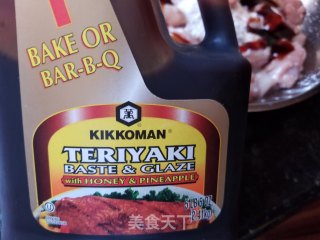 BAKE OR
BAR-B-Q
KIKKOMAN®
TERIYAKI
BASTE & GLAZE
with HONEY & PINEAPPLE
美食天下